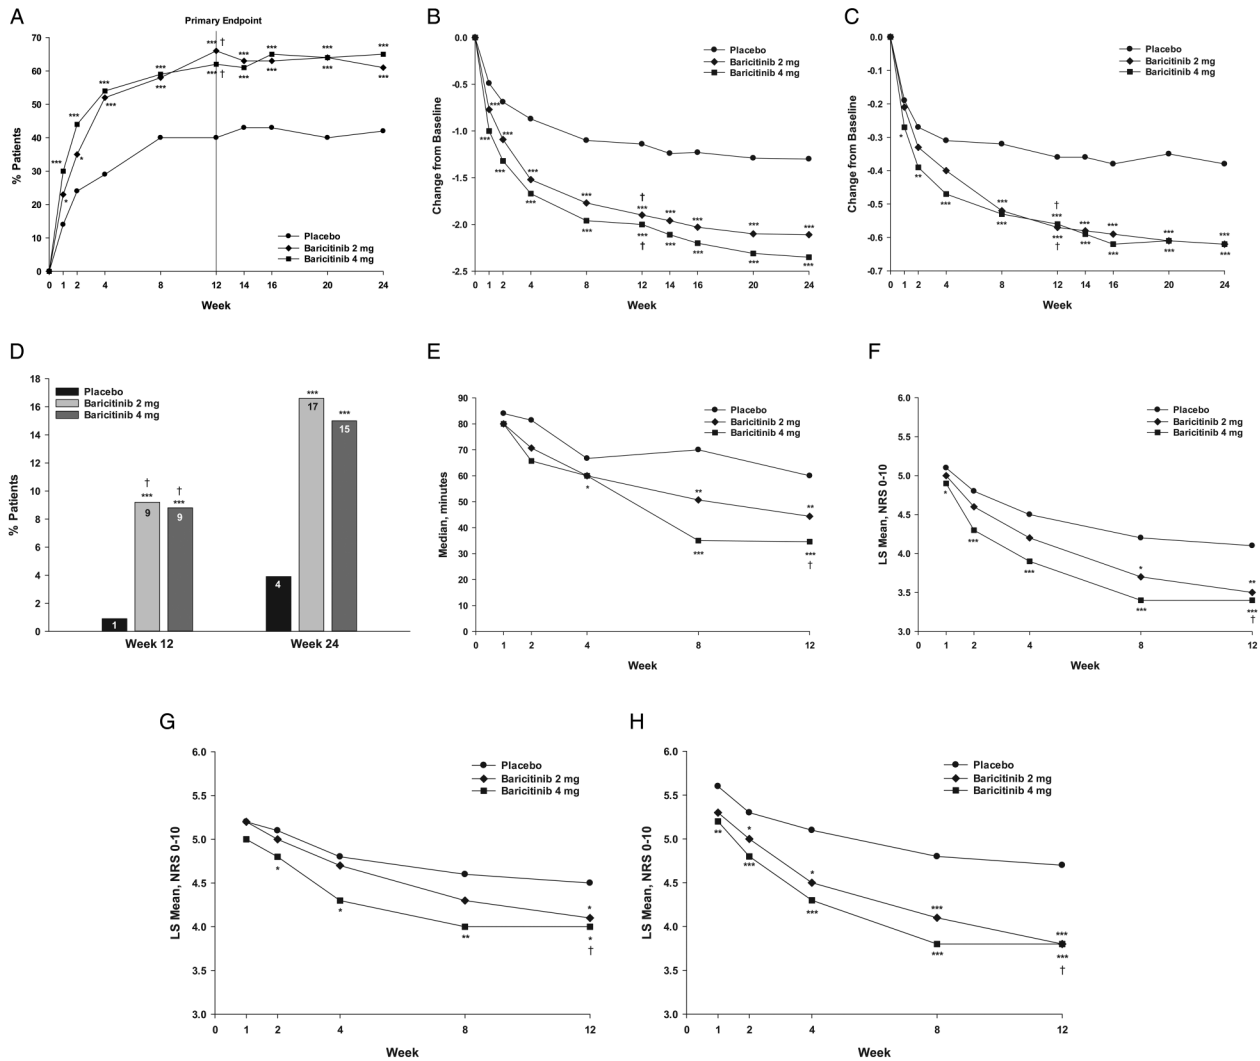 A
Primary Endpoint
% Patients
70
60
50
40
30
20
10
0
*** *** *** *** *** † *** *** *** ***
* * *** *** *** † *** *** *** ***
Placebo
Baricitinib 2 mg
Baricitinib 4 mg
0 1 2 4 8 12 14 16 20 24
Week
B
Change from Baseline
0.0
-0.5
-1.0
-1.5
-2.0
-2.5
Placebo
Baricitinib 2 mg
Baricitinib 4 mg
*** *** *** *** † *** *** *** *** ***
*** *** *** *** *** † *** *** *** ***
0 1 2 4 8 12 14 16 20 24
Week
C
Change from Baseline
0.0
-0.1
-0.2
-0.3
-0.4
-0.5
-0.6
-0.7
Placebo
Baricitinib 2 mg
Baricitinib 4 mg
*** † *** *** *** *** ***
* ** *** *** *** † *** *** *** ***
0 1 2 4 8 12 14 16 20 24
Week
D
% Patients
18
16
14
12
10
8
6
4
2
0
Placebo
Baricitinib 2 mg
Baricitinib 4 mg
† ***
† ***
***
***
1 9 9
4 17 15
Week 12 Week 24
E
Median, minutes
90
80
70
60
50
40
30
20
10
0
Placebo
Baricitinib 2 mg
Baricitinib 4 mg
** **
* *** ***
†
0 1 2 4 8 12
Week
F
LS Mean, NRS 0-10
6.0
5.5
5.0
4.5
4.0
3.5
3.0
Placebo
Baricitinib 2 mg
Baricitinib 4 mg
* **
* *** *** *** ***
†
0 1 2 4 8 12
Week
G
LS Mean, NRS 0-10
6.0
5.5
5.0
4.5
4.0
3.5
3.0
Placebo
Baricitinib 2 mg
Baricitinib 4 mg
*
* * ** *
†
0 1 2 4 8 12
Week
H
LS Mean, NRS 0-10
6.0
5.5
5.0
4.5
4.0
3.5
3.0
Placebo
Baricitinib 2 mg
Baricitinib 4 mg
* * *** ***
** *** *** *** ***
†
0 1 2 4 8 12
Week